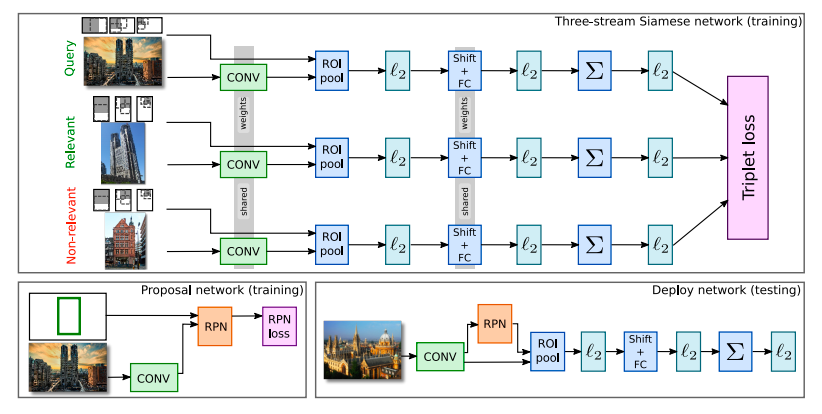 Three-stream Siamese network (training)
Query
CONV
ROI
pool
ℓ₂
Shift
+
FC
ℓ₂
Σ
ℓ₂
weights
weights
Relevant
CONV
ROI
pool
ℓ₂
Shift
+
FC
ℓ₂
Σ
ℓ₂
Triplet loss
shared
shared
Non-relevant
CONV
ROI
pool
ℓ₂
Shift
+
FC
ℓ₂
Σ
ℓ₂
Proposal network (training)
RPN
RPN
loss
CONV
Deploy network (testing)
RPN
CONV
ROI
pool
ℓ₂
Shift
+
FC
ℓ₂
Σ
ℓ₂